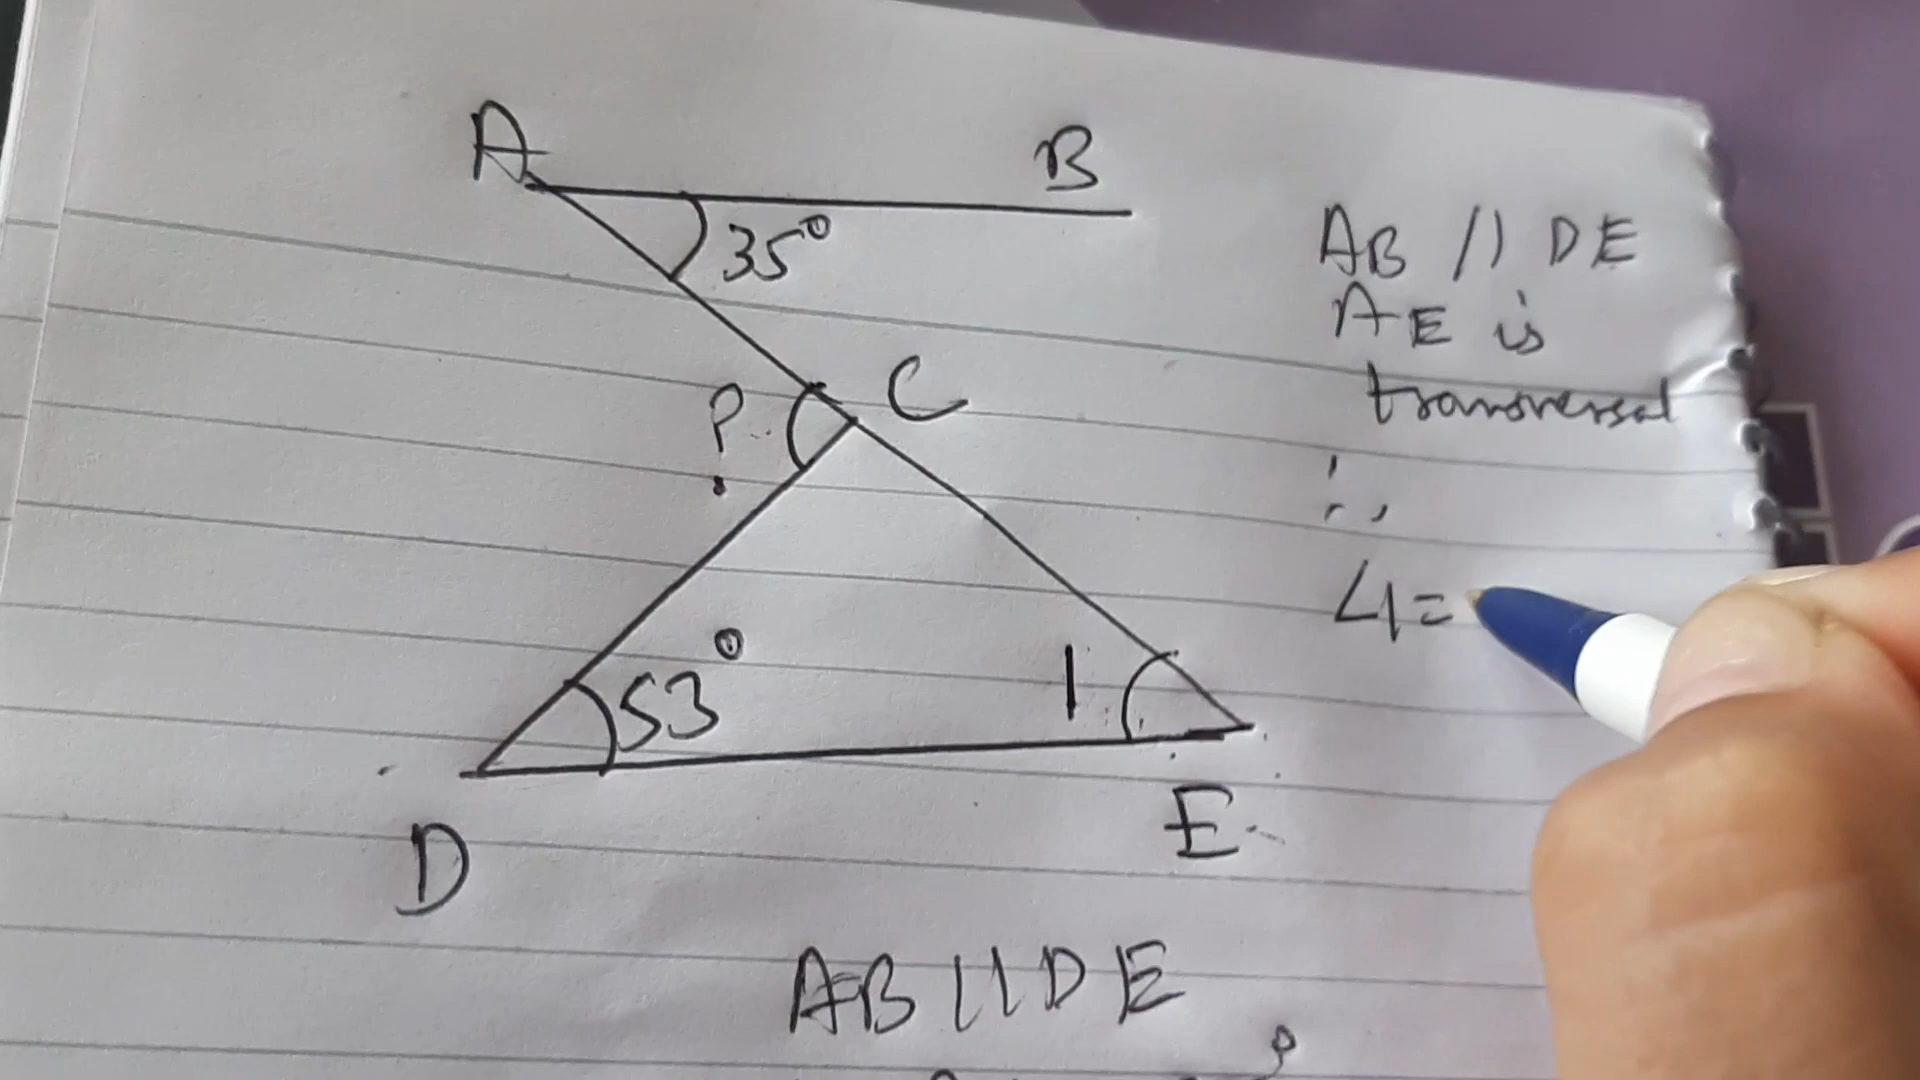 A
B
35°
AB // DE
AE is
transversal
P
C
∴
∠1=
53°
1
D
E
AB || DE